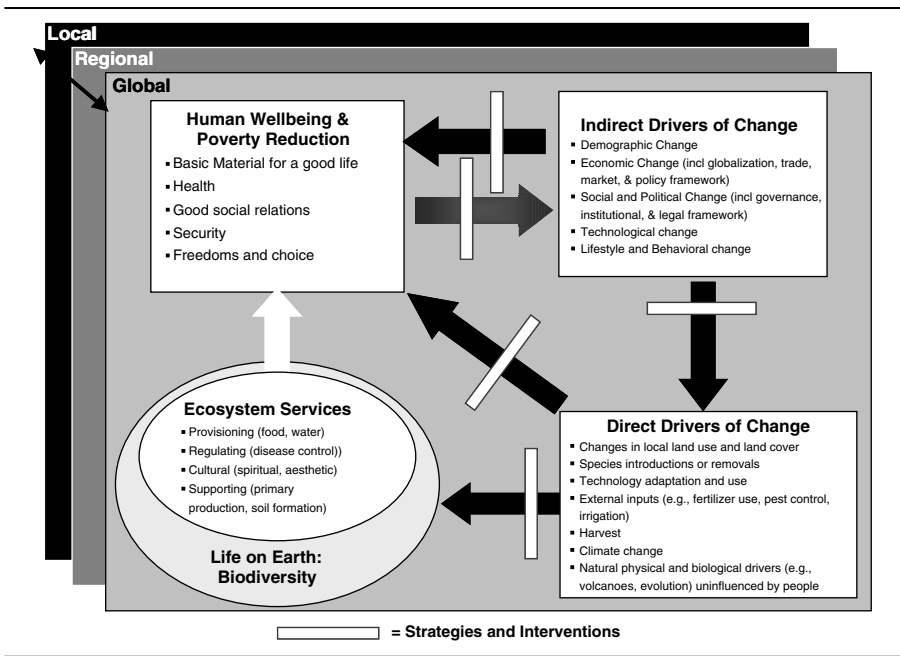 Local
Regional
Global
Human Wellbeing &
Poverty Reduction
▪ Basic Material for a good life
▪ Health
▪ Good social relations
▪ Security
▪ Freedoms and choice
Indirect Drivers of Change
▪ Demographic Change
▪ Economic Change (incl globalization, trade,
market, & policy framework)
▪ Social and Political Change (incl governance,
institutional, & legal framework)
▪ Technological change
▪ Lifestyle and Behavioral change
Ecosystem Services
▪ Provisioning (food, water)
▪ Regulating (disease control))
▪ Cultural (spiritual, aesthetic)
▪ Supporting (primary
production, soil formation)
Life on Earth:
Biodiversity
Direct Drivers of Change
▪ Changes in local land use and land cover
▪ Species introductions or removals
▪ Technology adaptation and use
▪ External inputs (e.g., fertilizer use, pest control,
irrigation)
▪ Harvest
▪ Climate change
▪ Natural physical and biological drivers (e.g.,
volcanoes, evolution) uninfluenced by people
= Strategies and Interventions